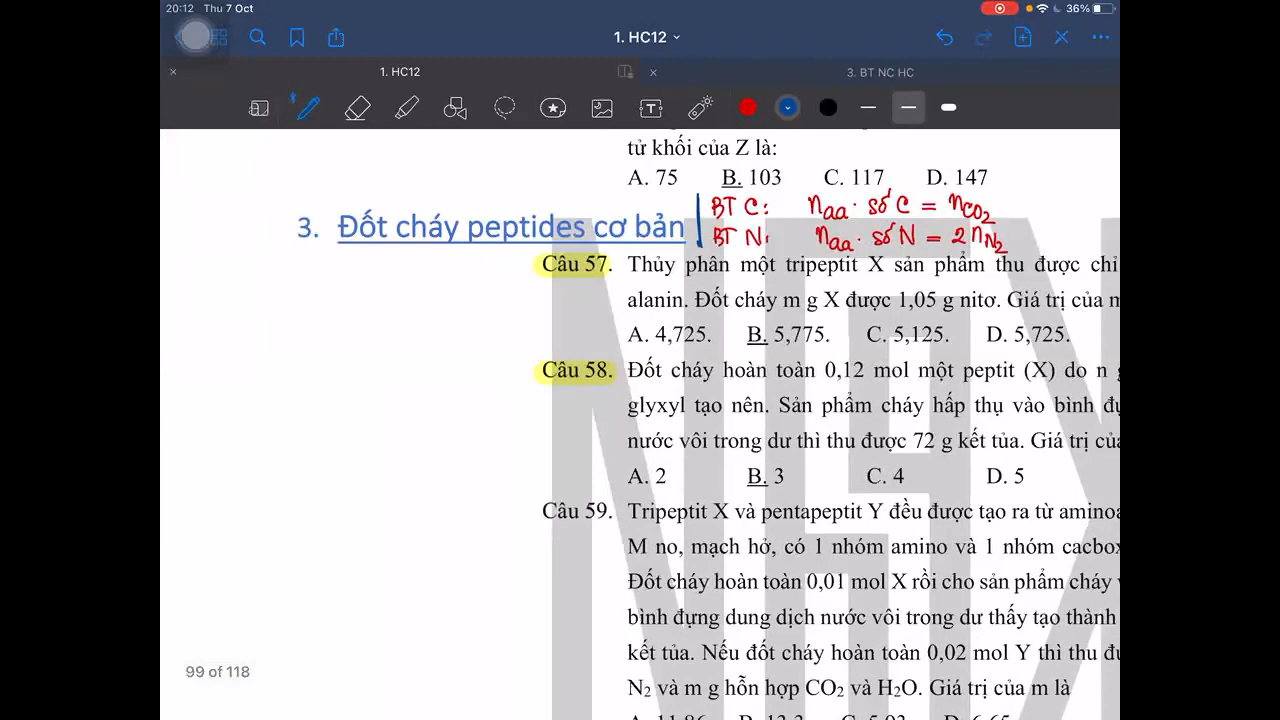 20:12 Thu 7 Oct
36%
1. HC12
1. HC12
3. BT NC HC
tử khối của Z là:
A. 75 B. 103 C. 117 D. 147
BT C: naa . số C = nCO2
3. Đốt cháy peptides cơ bản
BT N: naa . số N = 2 nN2
Câu 57. Thủy phân một tripeptit X sản phẩm thu được chỉ
alanin. Đốt cháy m g X được 1,05 g nitơ. Giá trị của m
A. 4,725. B. 5,775. C. 5,125. D. 5,725.
Câu 58. Đốt cháy hoàn toàn 0,12 mol một peptit (X) do n
glyxyl tạo nên. Sản phẩm cháy hấp thụ vào bình
nước vôi trong dư thì thu được 72 g kết tủa. Giá trị
A. 2 B. 3 C. 4 D. 5
Câu 59. Tripeptit X và pentapeptit Y đều được tạo ra từ
M no, mạch hở, có 1 nhóm amino và 1 nhóm
Đốt cháy hoàn toàn 0,01 mol X rồi cho sản phẩm cháy
bình đựng dung dịch nước vôi trong dư thấy tạo thành
kết tủa. Nếu đốt cháy hoàn toàn 0,02 mol Y thì thu
N2 và m g hỗn hợp CO2 và H2O. Giá trị của m là
99 of 118